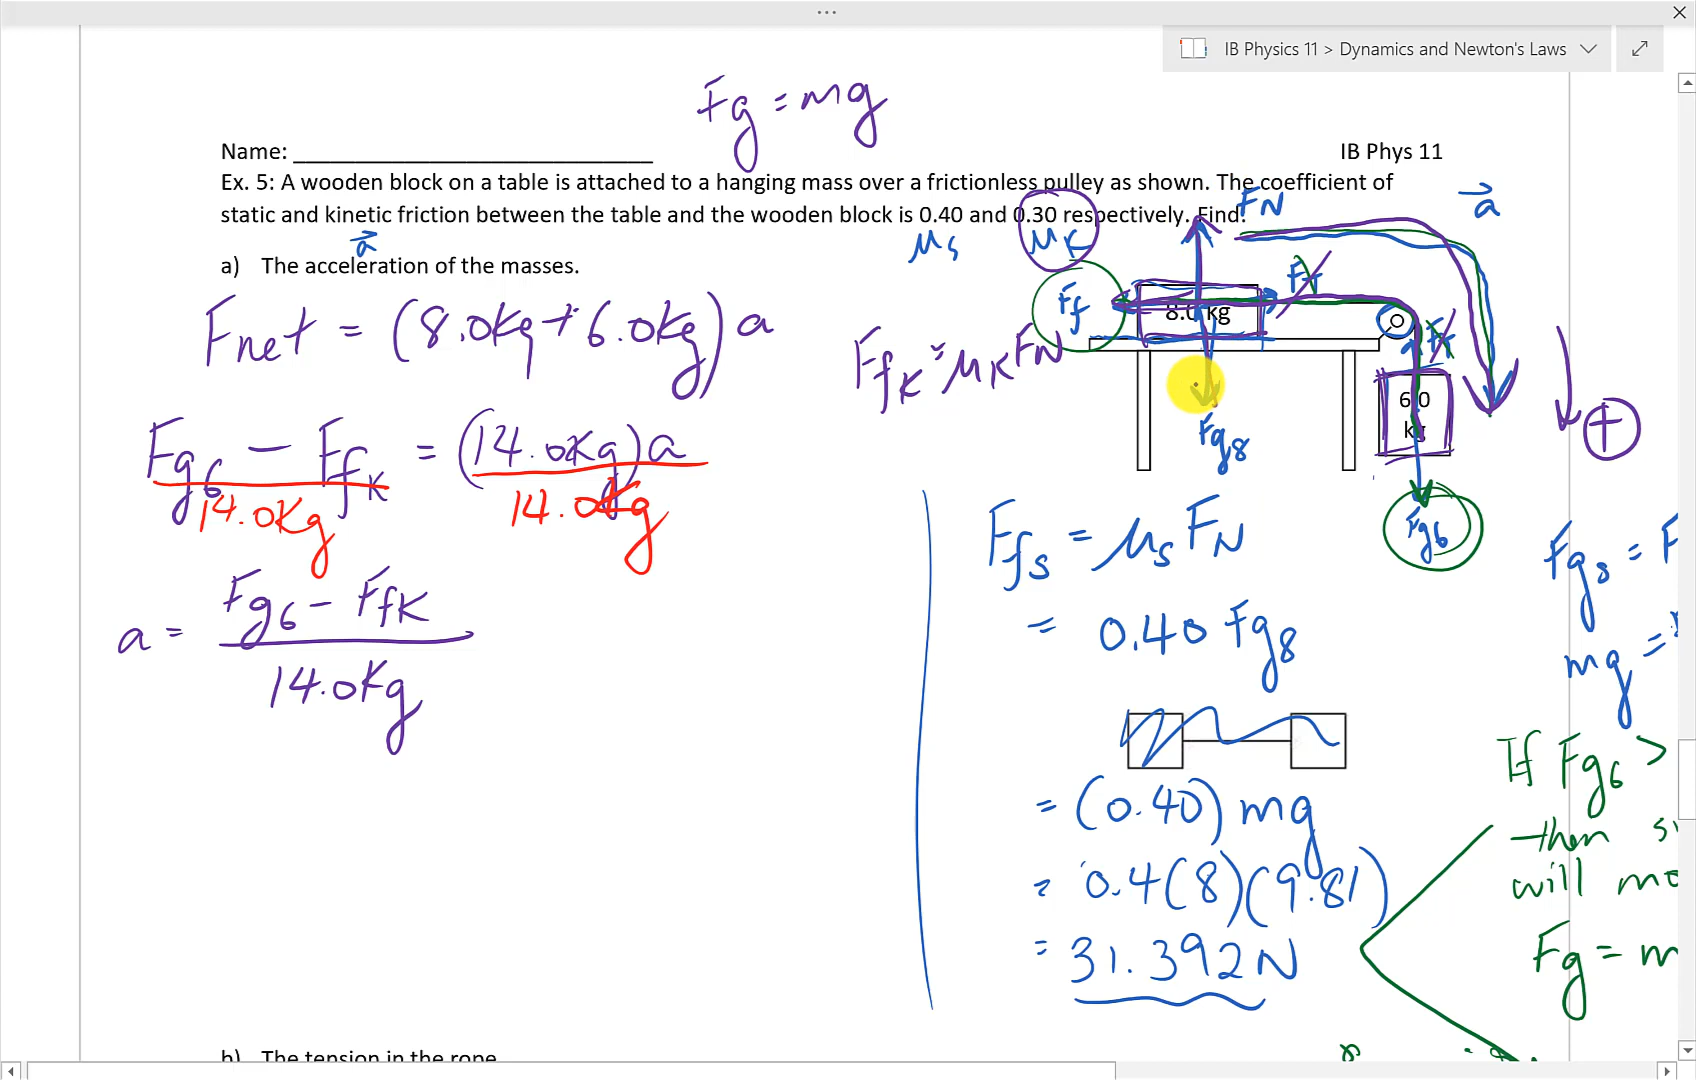 IB Physics 11 > Dynamics and Newton's Laws
Fg = mg
Name: ______________________________
IB Phys 11
Ex. 5: A wooden block on a table is attached to a hanging mass over a frictionless pulley as shown. The coefficient of
static and kinetic friction between the table and the wooden block is 0.40 and 0.30 respectively. Find:
FN
a
a
μs
μK
a) The acceleration of the masses.
Ff
FT
8.0 kg
FT
6.0
kg
Fg8
Fg6
+
Fnet = (8.0Kg + 6.0Kg) a
FfK = μK FN
Fg6 - FfK = (14.0Kg) a
14.0Kg
14.0Kg
a = Fg6 - FfK
14.0Kg
Ffs = μs FN
= 0.40 Fg8
= (0.40) mg
= 0.4(8)(9.81)
= 31.392N
Fg8 = F
mg =
If Fg6 >
then
will mo
Fg = m
b) The tension in the rope